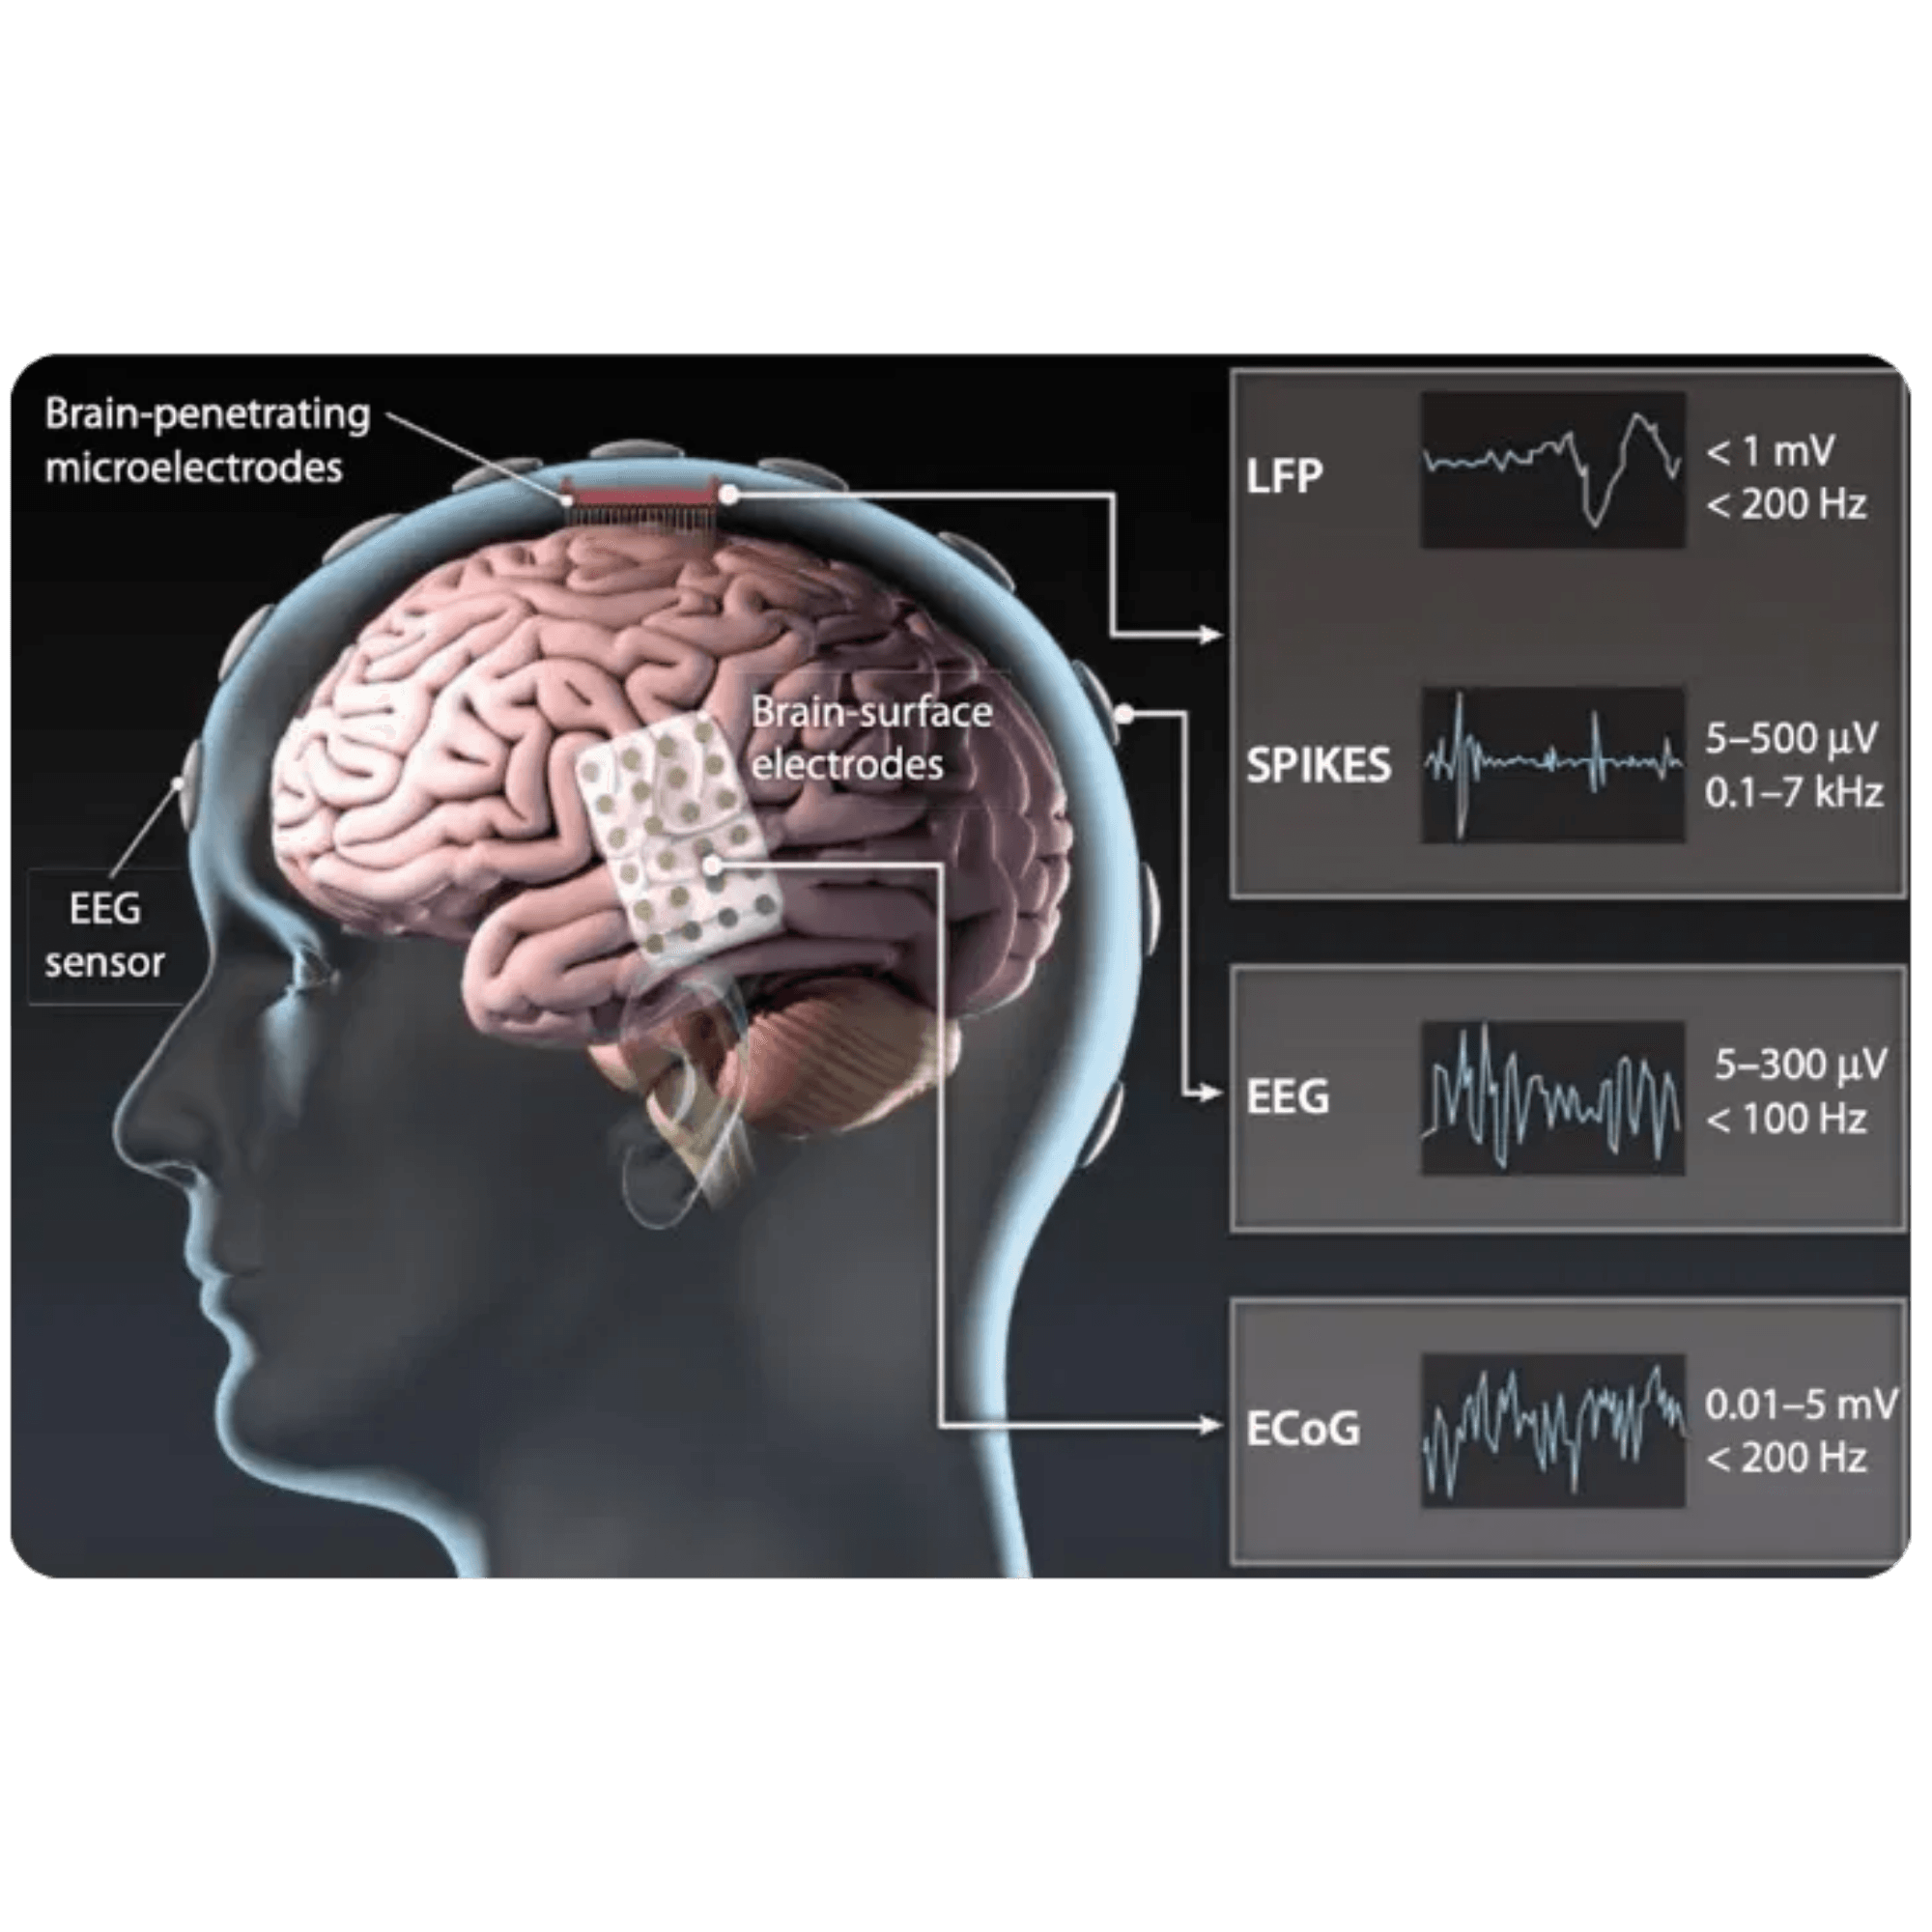 Brain-penetrating
microelectrodes
Brain-surface
electrodes
EEG
sensor
LFP
< 1 mV
< 200 Hz
SPIKES
5–500 µV
0.1–7 kHz
EEG
5–300 µV
< 100 Hz
ECoG
0.01–5 mV
< 200 Hz